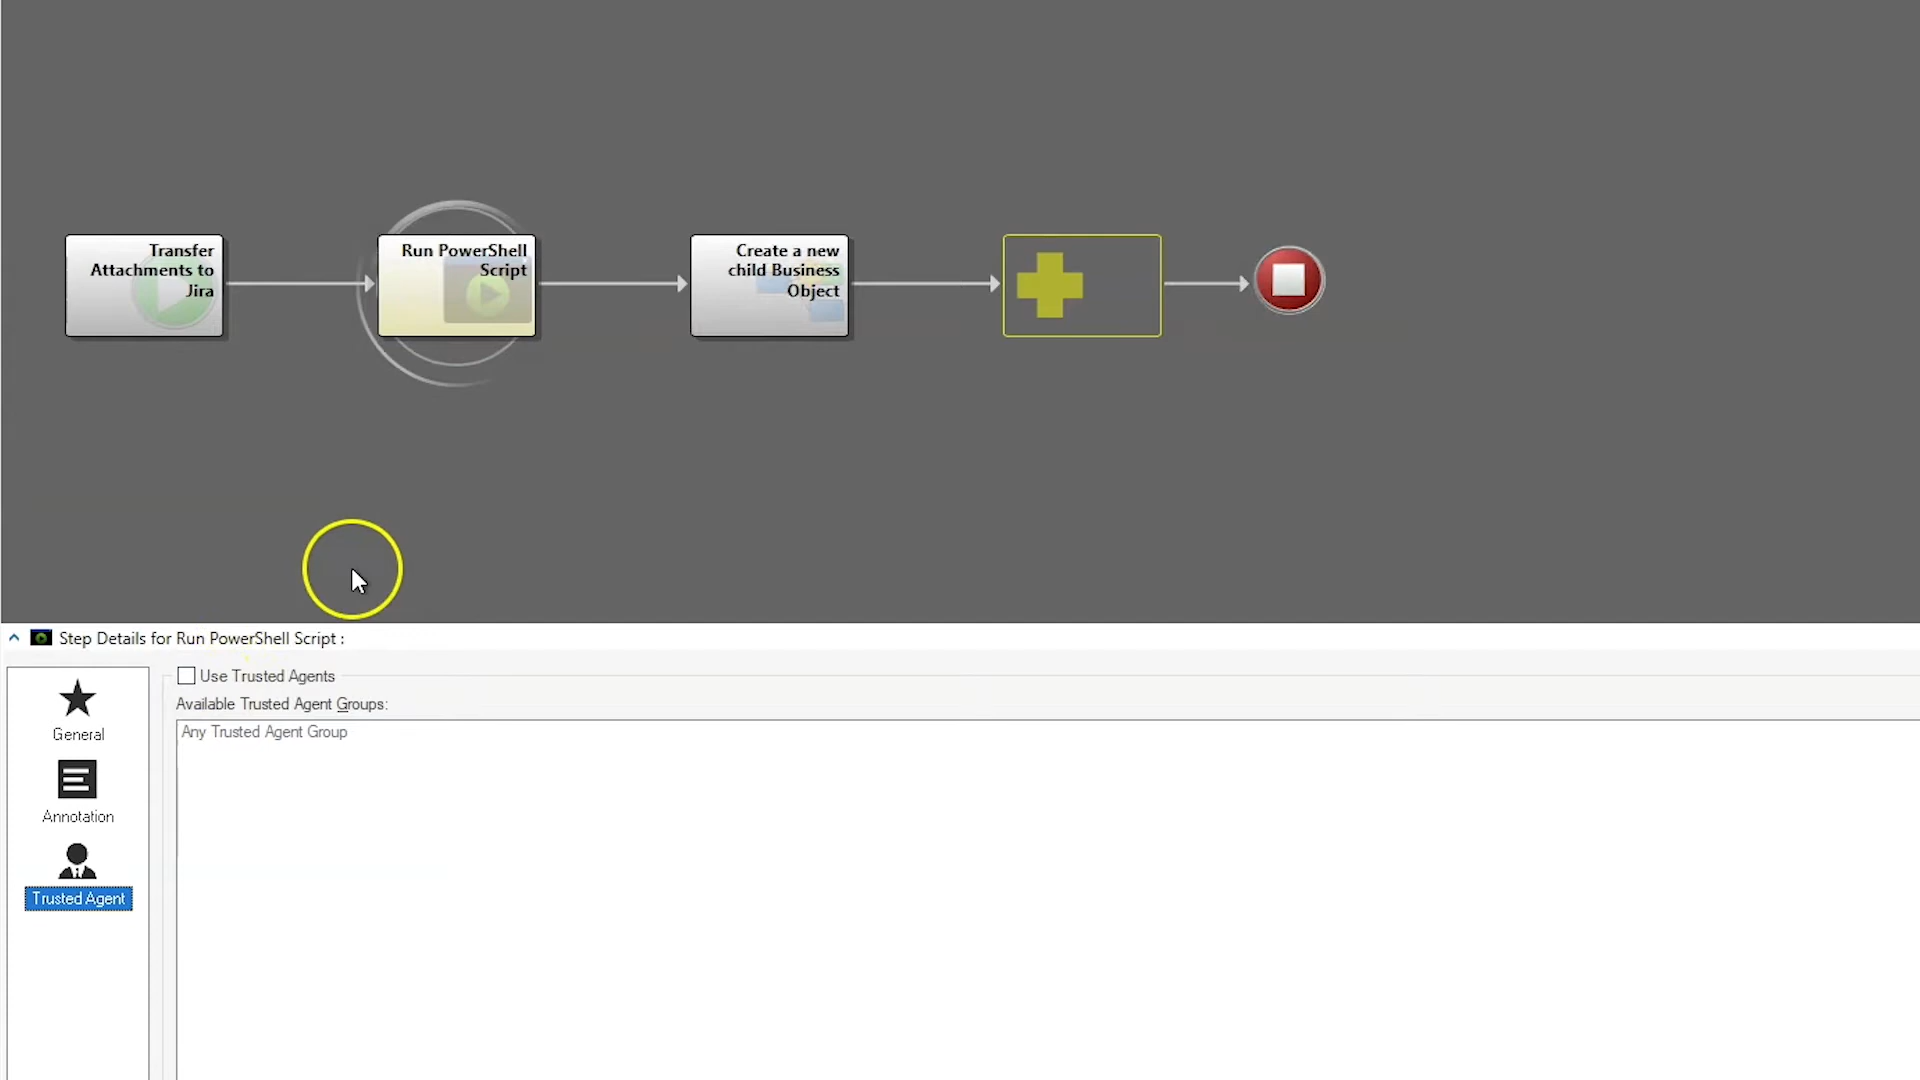 Transfer
Attachments to
Jira
Run PowerShell
Script
Create a new
child Business
Object
Step Details for Run PowerShell Script :
General
Annotation
Trusted Agent
Use Trusted Agents
Available Trusted Agent Groups:
Any Trusted Agent Group